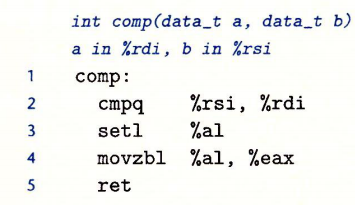 int comp(data_t a, data_t b)
a in %rdi, b in %rsi
1 comp:
2 cmpq %rsi, %rdi
3 setl %al
4 movzbl %al, %eax
5 ret